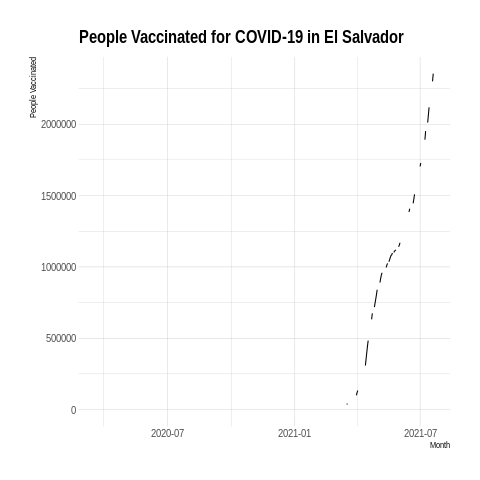 People Vaccinated for COVID-19 in El Salvador
People Vaccinated
2000000
1500000
1000000
500000
0
2020-07
2021-01
2021-07
Month